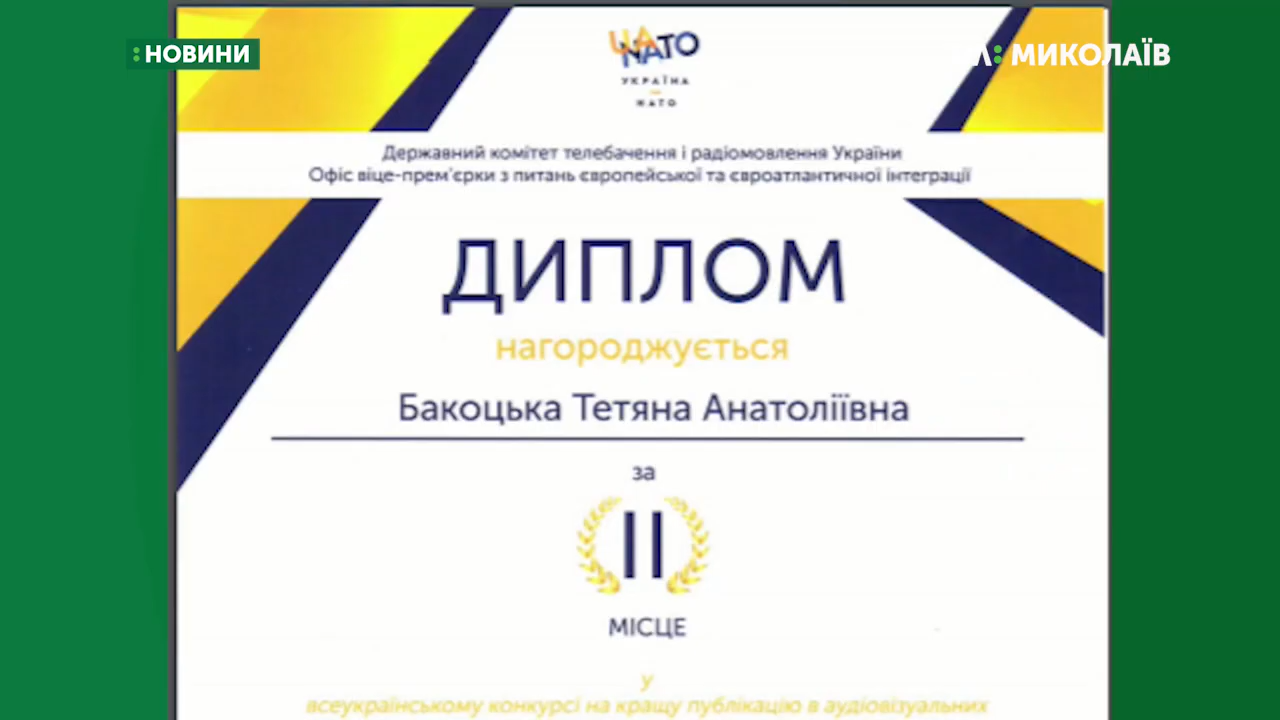 : НОВИНИ
Л: МИКОЛАЇВ
UA NATO
УКРАЇНА
–
НАТО
Державний комітет телебачення і радіомовлення України
Офіс віце-прем'єрки з питань європейської та євроатлантичної інтеграції
ДИПЛОМ
нагороджується
Бакоцька Тетяна Анатоліївна
за
II
МІСЦЕ
у
всеукраїнському конкурсі на кращу публікацію в аудіовізуальних